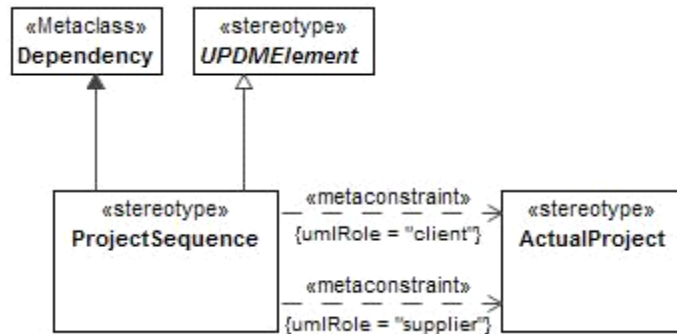 «Metaclass»
Dependency
«stereotype»
UPDMElement
«stereotype»
ProjectSequence
«metaconstraint»
{umlRole = "client"}
«metaconstraint»
{umlRole = "supplier"}
«stereotype»
ActualProject